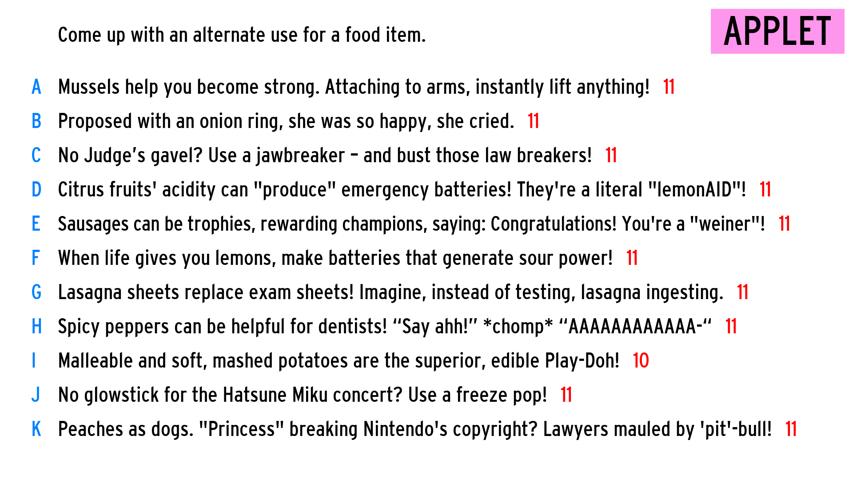 Come up with an alternate use for a food item.
APPLET
A Mussels help you become strong. Attaching to arms, instantly lift anything! 11
B Proposed with an onion ring, she was so happy, she cried. 11
C No Judge's gavel? Use a jawbreaker – and bust those law breakers! 11
D Citrus fruits' acidity can "produce" emergency batteries! They're a literal "lemonAID"! 11
E Sausages can be trophies, rewarding champions, saying: Congratulations! You're a "weiner"! 11
F When life gives you lemons, make batteries that generate sour power! 11
G Lasagna sheets replace exam sheets! Imagine, instead of testing, lasagna ingesting. 11
H Spicy peppers can be helpful for dentists! “Say ahh!” *chomp* “AAAAAAAAAAAA-“ 11
I Malleable and soft, mashed potatoes are the superior, edible Play-Doh! 10
J No glowstick for the Hatsune Miku concert? Use a freeze pop! 11
K Peaches as dogs. "Princess" breaking Nintendo's copyright? Lawyers mauled by 'pit'-bull! 11